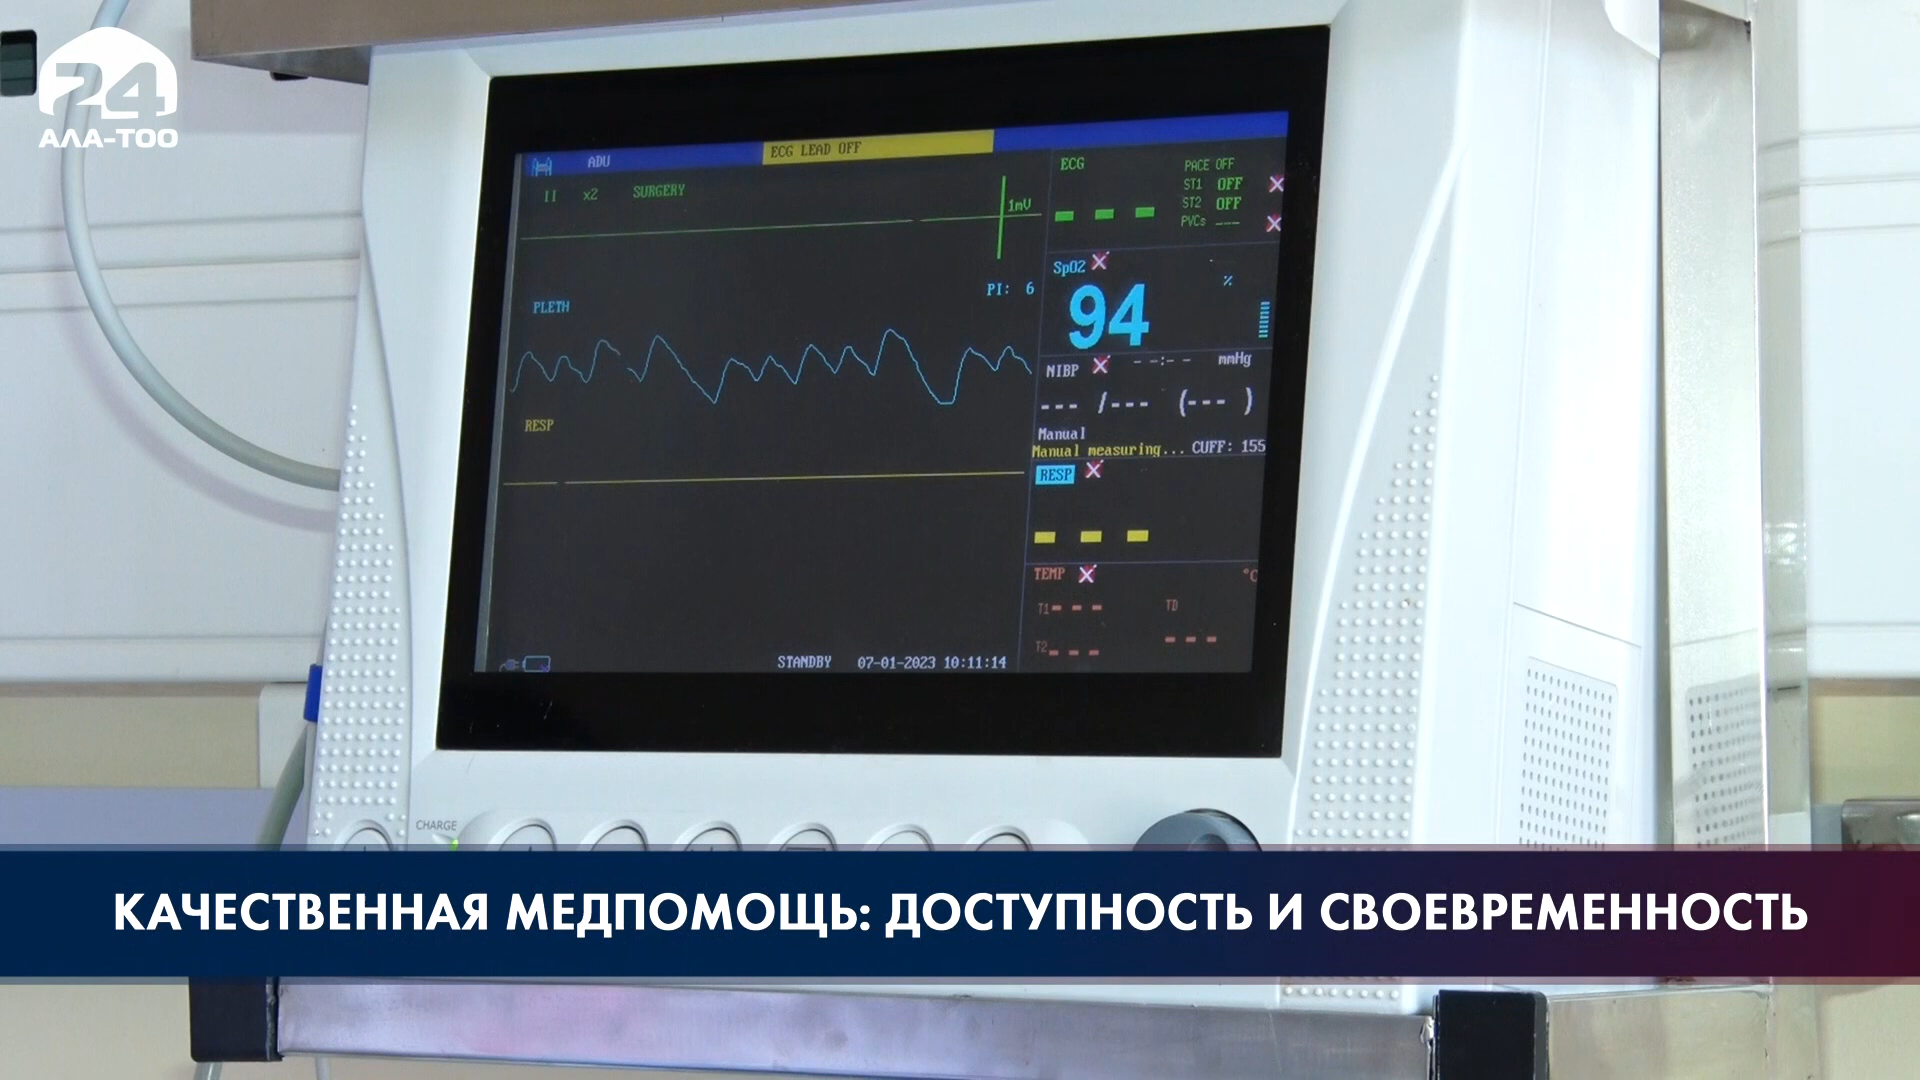 24
АЛА-ТОО
ADU
ECG LEAD OFF
II x2 SURGERY
1mV
PLETH
PI: 6
RESP
STANDBY 07-01-2023 10:11:14
ECG
PACE OFF
ST1 OFF
ST2 OFF
PVCs ---
SpO2
%
94
NIBP --:-- mmHg
--- /--- (--- )
Manual
Manual measuring... CUFF: 155
RESP
---
TEMP °C
T1--- TD
T2--- ---
CHARGE
КАЧЕСТВЕННАЯ МЕДПОМОЩЬ: ДОСТУПНОСТЬ И СВОЕВРЕМЕННОСТЬ